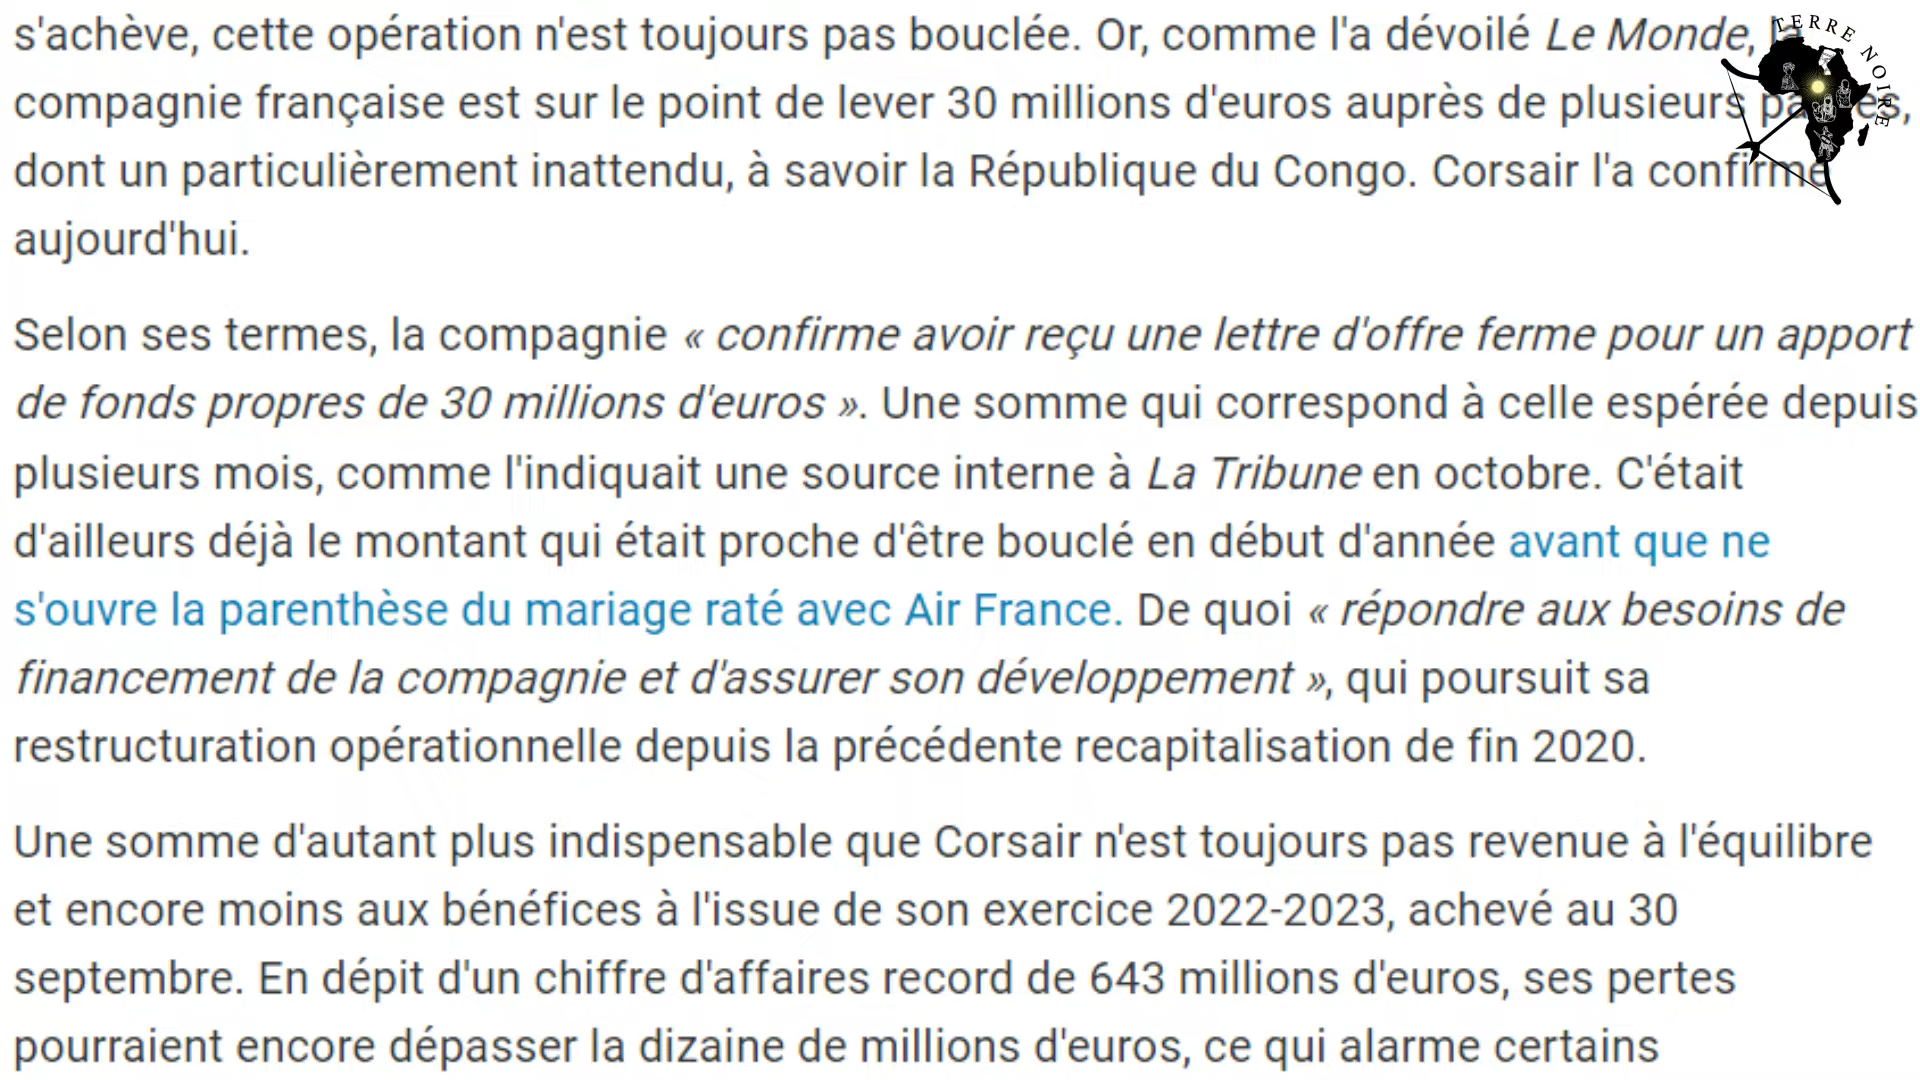 s'achève, cette opération n'est toujours pas bouclée. Or, comme l'a dévoilé Le Monde, la
compagnie française est sur le point de lever 30 millions d'euros auprès de plusieurs
dont un particulièrement inattendu, à savoir la République du Congo. Corsair l'a confirmé
aujourd'hui.
Selon ses termes, la compagnie « confirme avoir reçu une lettre d'offre ferme pour un apport
de fonds propres de 30 millions d'euros ». Une somme qui correspond à celle espérée depuis
plusieurs mois, comme l'indiquait une source interne à La Tribune en octobre. C'était
d'ailleurs déjà le montant qui était proche d'être bouclé en début d'année avant que ne
s'ouvre la parenthèse du mariage raté avec Air France. De quoi « répondre aux besoins de
financement de la compagnie et d'assurer son développement », qui poursuit sa
restructuration opérationnelle depuis la précédente recapitalisation de fin 2020.
Une somme d'autant plus indispensable que Corsair n'est toujours pas revenue à l'équilibre
et encore moins aux bénéfices à l'issue de son exercice 2022-2023, achevé au 30
septembre. En dépit d'un chiffre d'affaires record de 643 millions d'euros, ses pertes
pourraient encore dépasser la dizaine de millions d'euros, ce qui alarme certains
TERRE NOIRE